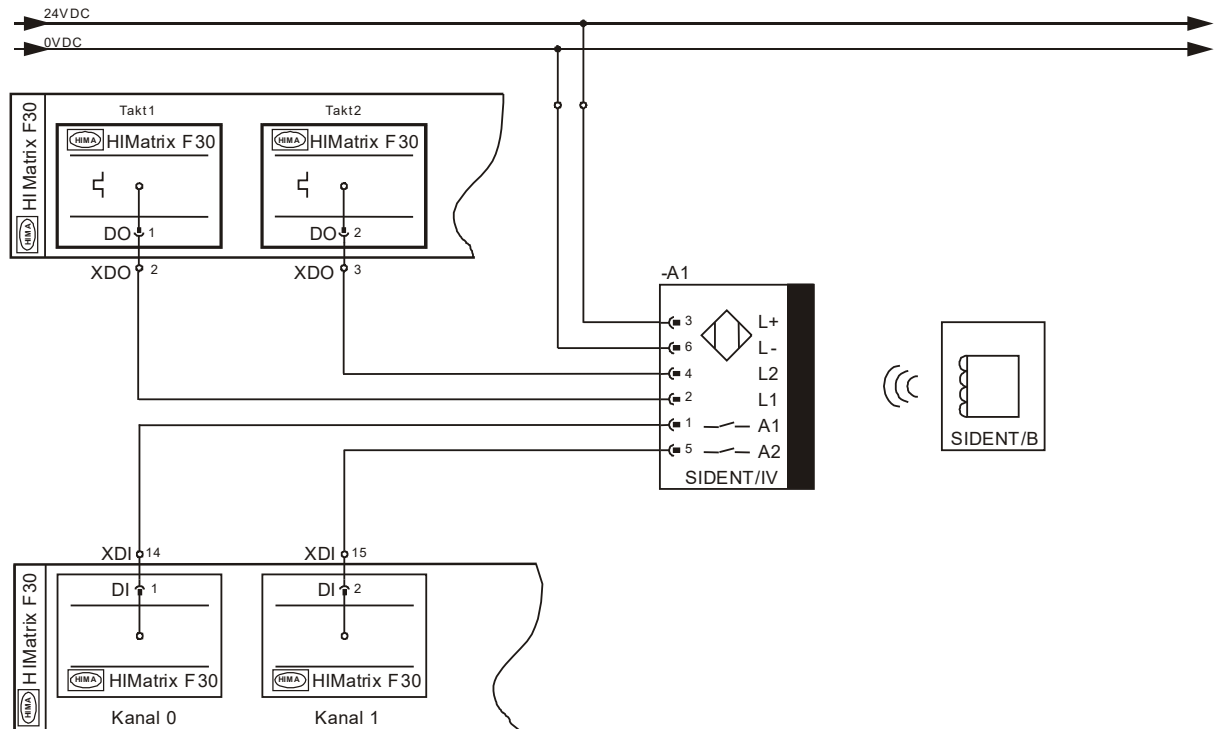 24VDC
0VDC
HIMA HIMatrix F30
Takt1
Takt2
HIMA HIMatrix F30
HIMA HIMatrix F30
DO 1
DO 2
XDO 2
XDO 3
-A1
3 L+
6 L-
4 L2
2 L1
1 A1
5 A2
SIDENT/IV
SIDENT/B
XDI 14
XDI 15
HIMA HIMatrix F30
DI 1
DI 2
HIMA HIMatrix F30
HIMA HIMatrix F30
Kanal 0
Kanal 1